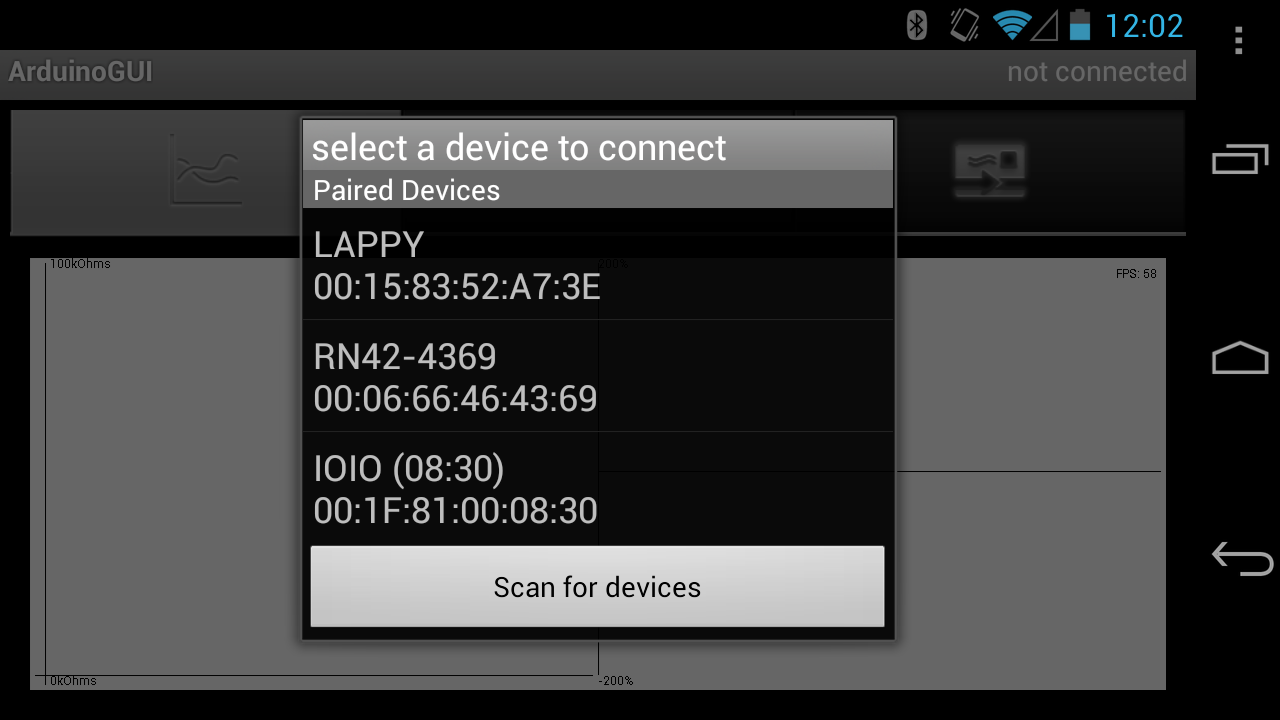 12:02
ArduinoGUI
not connected
select a device to connect
Paired Devices
LAPPY
00:15:83:52:A7:3E
RN42-4369
00:06:66:46:43:69
IOIO (08:30)
00:1F:81:00:08:30
Scan for devices
100kOhms
200%
FPS: 58
0kOhms
-200%